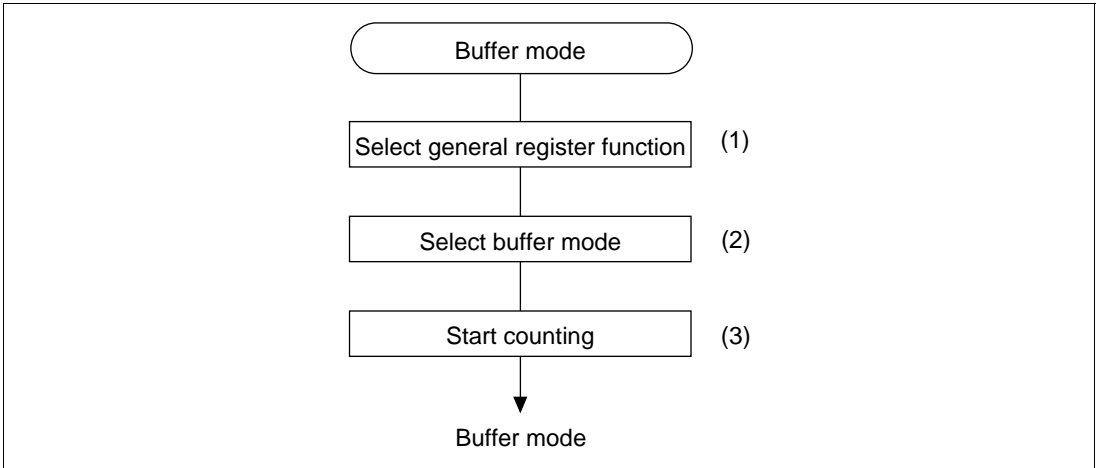 Buffer mode
Select general register function (1)
Select buffer mode (2)
Start counting (3)
Buffer mode